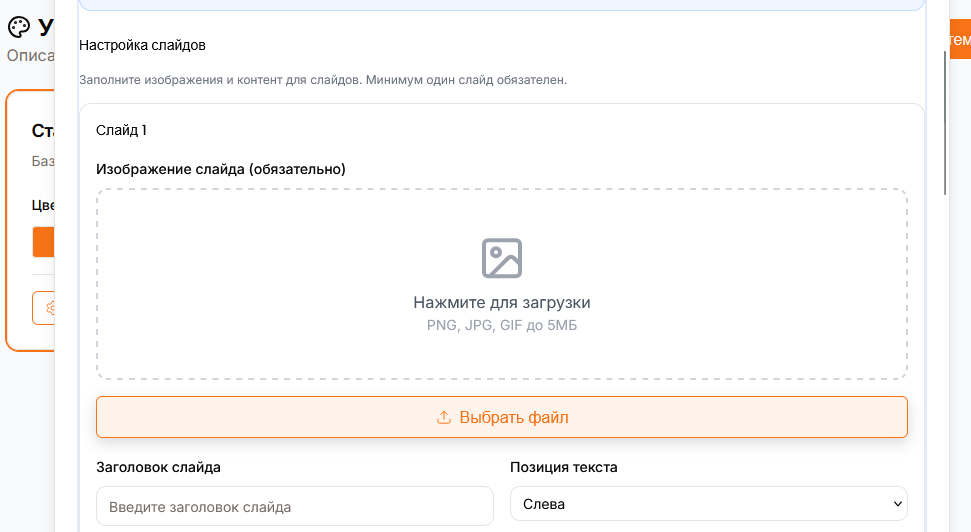 У
Описа
тем
Ста
Баз
Цве
Настройка слайдов
Заполните изображения и контент для слайдов. Минимум один слайд обязателен.
Слайд 1
Изображение слайда (обязательно)
Нажмите для загрузки
PNG, JPG, GIF до 5МБ
Выбрать файл
Заголовок слайда
Позиция текста
Введите заголовок слайда
Слева